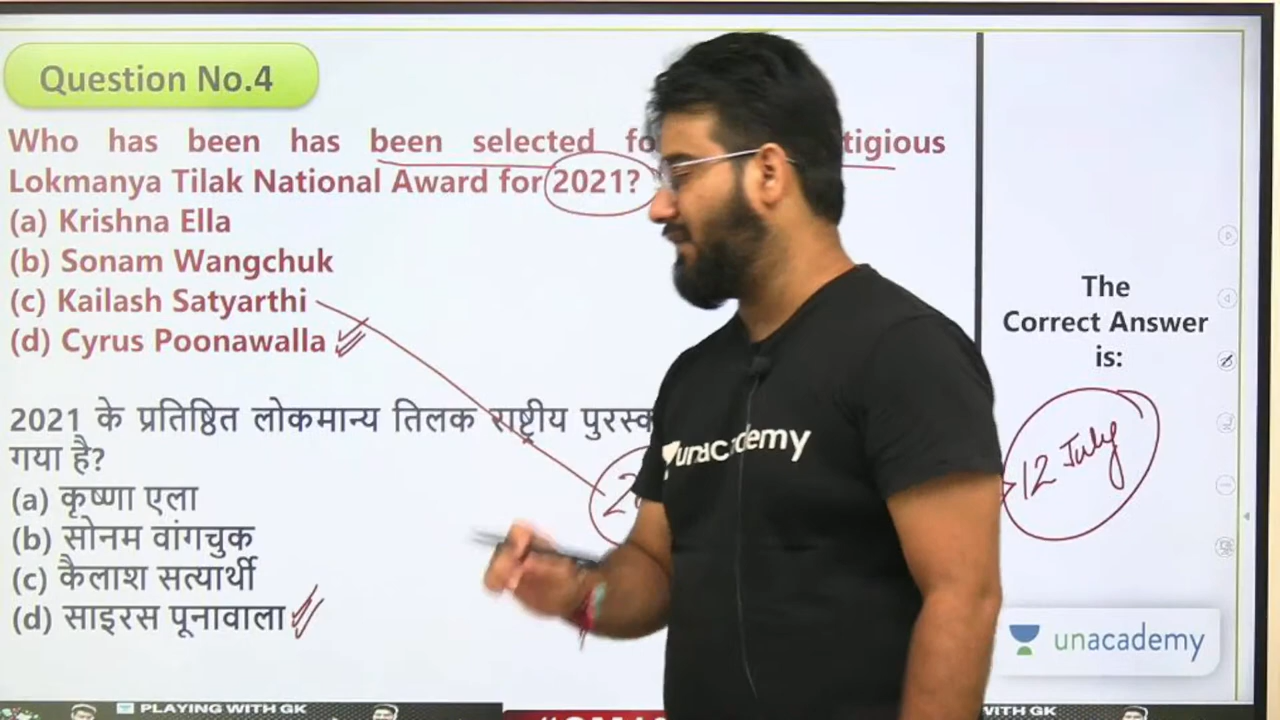 Question No.4
Who has been has been selected fo tigious
Lokmanya Tilak National Award for 2021?
(a) Krishna Ella
(b) Sonam Wangchuk
(c) Kailash Satyarthi
(d) Cyrus Poonawalla
2021 के प्रतिष्ठित लोकमान्य तिलक राष्ट्रीय पुरस्क
गया है?
(a) कृष्णा एला
(b) सोनम वांगचुक
(c) कैलाश सत्यार्थी
(d) साइरस पूनावाला
The
Correct Answer
is:
12 July
unacademy
unacademy
PLAYING WITH GK
WITH GK